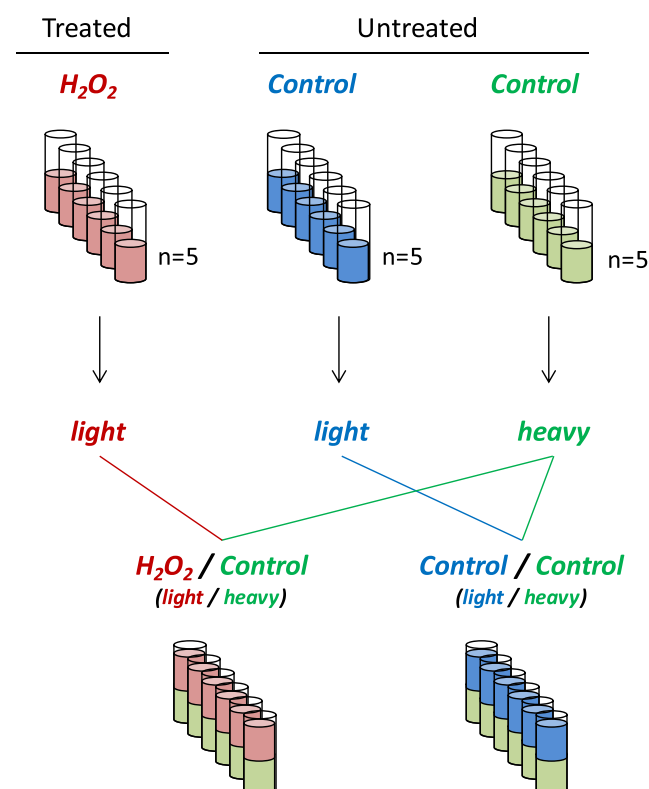 Treated Untreated
H₂O₂ Control Control
n=5 n=5 n=5
light light heavy
H₂O₂ / Control Control / Control
(light / heavy) (light / heavy)